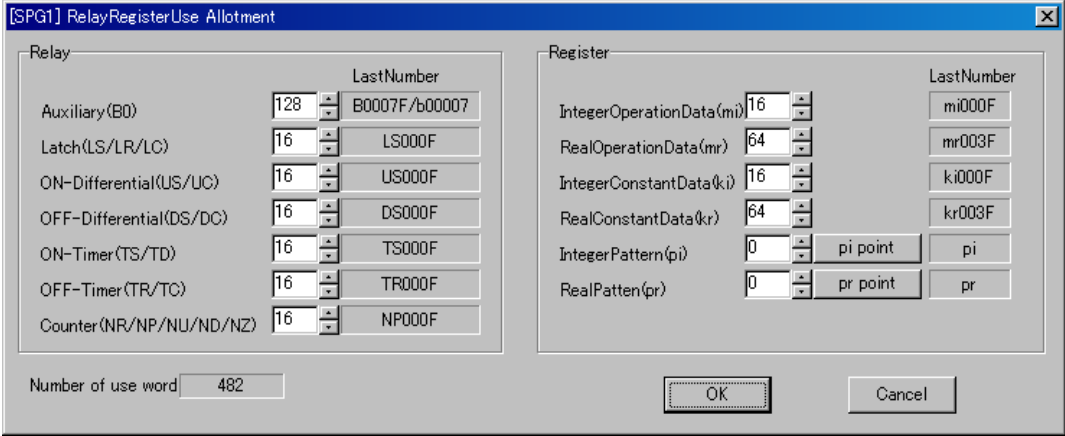 [SPG1] RelayRegisterUse Allotment
Relay
LastNumber
Auxiliary(B0) 128 B0007F/b00007
Latch(LS/LR/LC) 16 LS000F
ON-Differential(US/UC) 16 US000F
OFF-Differential(DS/DC) 16 DS000F
ON-Timer(TS/TD) 16 TS000F
OFF-Timer(TR/TC) 16 TR000F
Counter(NR/NP/NU/ND/NZ) 16 NP000F
Register
LastNumber
IntegerOperationData(mi) 16 mi000F
RealOperationData(mr) 64 mr003F
IntegerConstantData(ki) 16 ki000F
RealConstantData(kr) 64 kr003F
IntegerPattern(pi) 0 pi point pi
RealPatten(pr) 0 pr point pr
Number of use word 482
OK Cancel